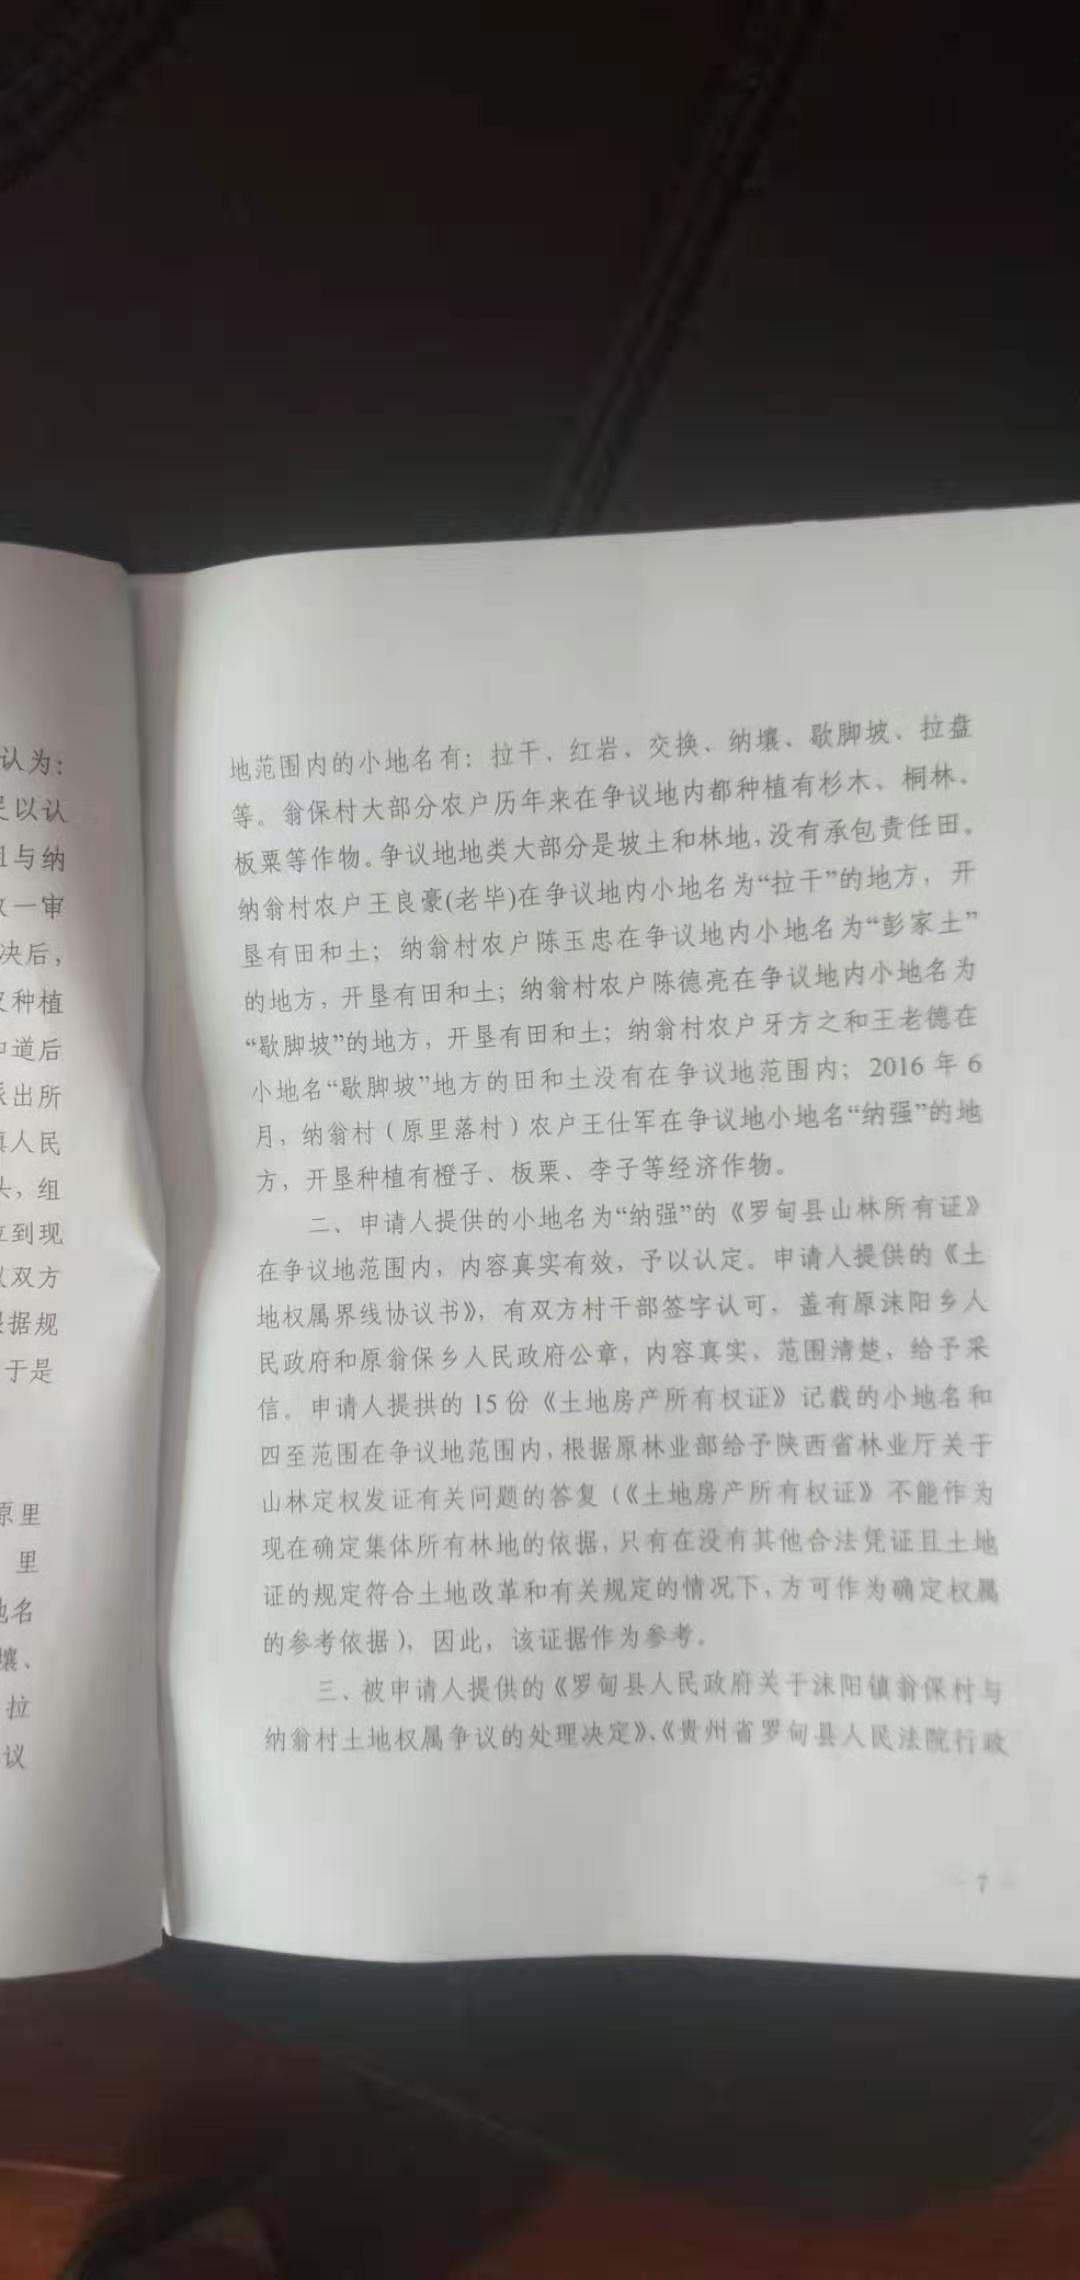 认为：
以认
且与纳
一审
决后，
种植
道后
派出所
镇人民
头，组
到现
双方
根据规
于是
原里
里
地名
壤、
拉
议
地范围内的小地名有：拉干、红岩、交换、纳壤、歇脚坡、拉盘
等。翁保村大部分农户历年来在争议地内都种植有杉木、桐林、
板粟等作物。争议地地类大部分是坡土和林地，没有承包责任田。
纳翁村农户王良豪(老毕)在争议地内小地名为“拉干”的地方，开
垦有田和土；纳翁村农户陈玉忠在争议地内小地名为“彭家土”
的地方，开垦有田和土；纳翁村农户陈德亮在争议地内小地名为
“歇脚坡”的地方，开垦有田和土；纳翁村农户牙方之和王老德在
小地名“歇脚坡”地方的田和土没有在争议地范围内；2016 年 6
月，纳翁村（原里落村）农户王仕军在争议地小地名“纳强”的地
方，开垦种植有橙子、板栗、李子等经济作物。
二、申请人提供的小地名为“纳强”的《罗甸县山林所有证》
在争议地范围内，内容真实有效，予以认定。申请人提供的《土
地权属界线协议书》，有双方村干部签字认可，盖有原沫阳乡人
民政府和原翁保乡人民政府公章，内容真实，范围清楚，给予采
信。申请人提拱的 15 份《土地房产所有权证》记载的小地名和
四至范围在争议地范围内，根据原林业部给予陕西省林业厅关于
山林定权发证有关问题的答复（《土地房产所有权证》不能作为
现在确定集体所有林地的依据，只有在没有其他合法凭证且土地
证的规定符合土地改革和有关规定的情况下，方可作为确定权属
的参考依据），因此，该证据作为参考。
三、被申请人提供的《罗甸县人民政府关于沫阳镇翁保村与
纳翁村土地权属争议的处理决定》、《贵州省罗甸县人民法院行政
7